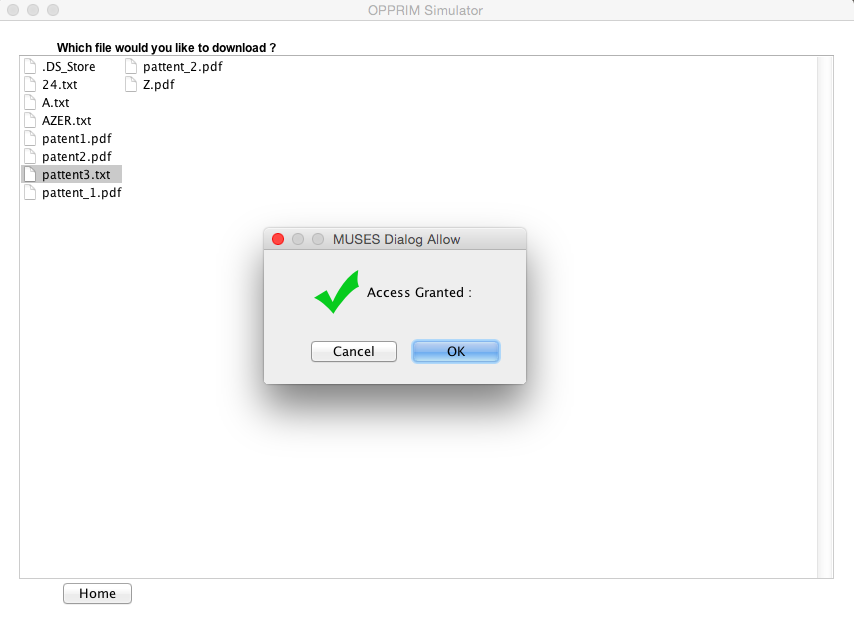 OPPRIM Simulator
Which file would you like to download ?
.DS_Store
24.txt
A.txt
AZER.txt
patent1.pdf
patent2.pdf
pattent3.txt
pattent_1.pdf
pattent_2.pdf
Z.pdf
MUSES Dialog Allow
Access Granted :
Cancel
OK
Home